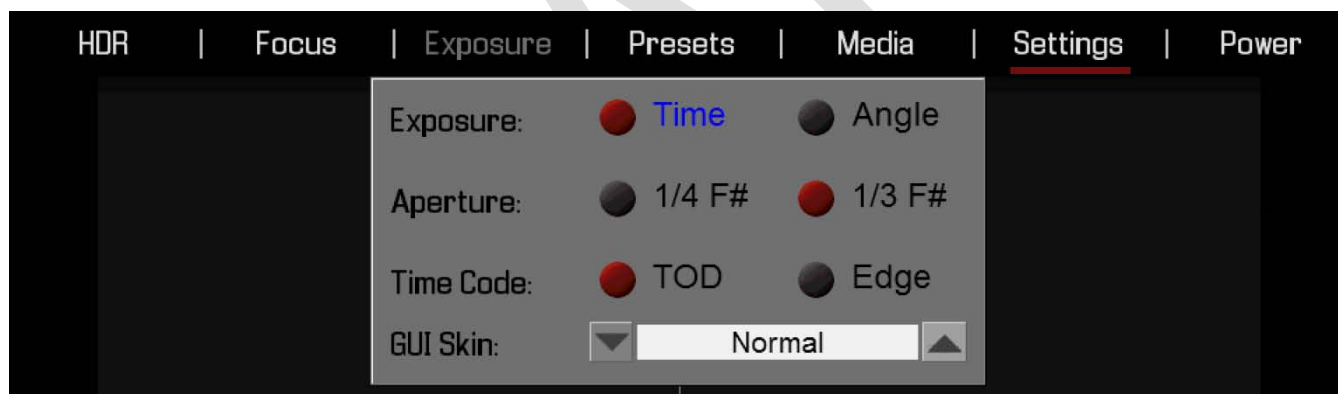 HDR | Focus | Exposure | Presets | Media | Settings | Power
Exposure: Time Angle
Aperture: 1/4 F# 1/3 F#
Time Code: TOD Edge
GUI Skin: Normal